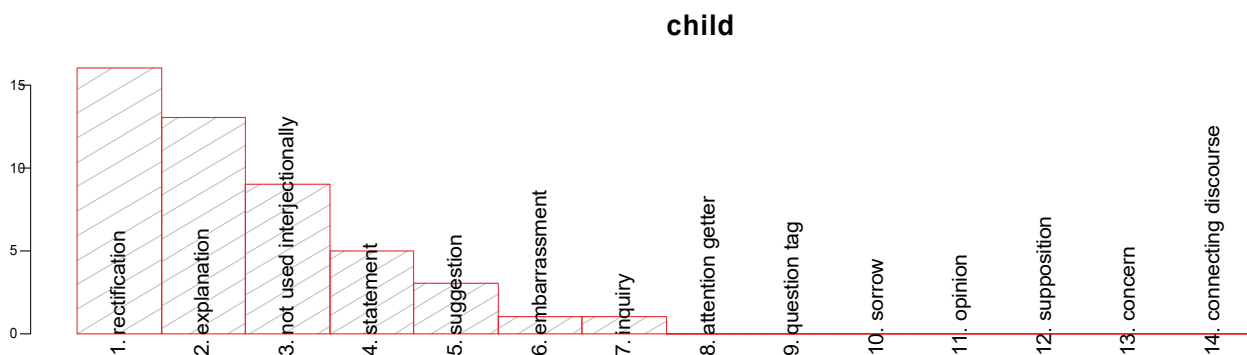 child
15
10
5
0
1. rectification
2. explanation
3. not used interjectionally
4. statement
5. suggestion
6. embarrassment
7. inquiry
8. attention getter
9. question tag
10. sorrow
11. opinion
12. supposition
13. concern
14. connecting discourse